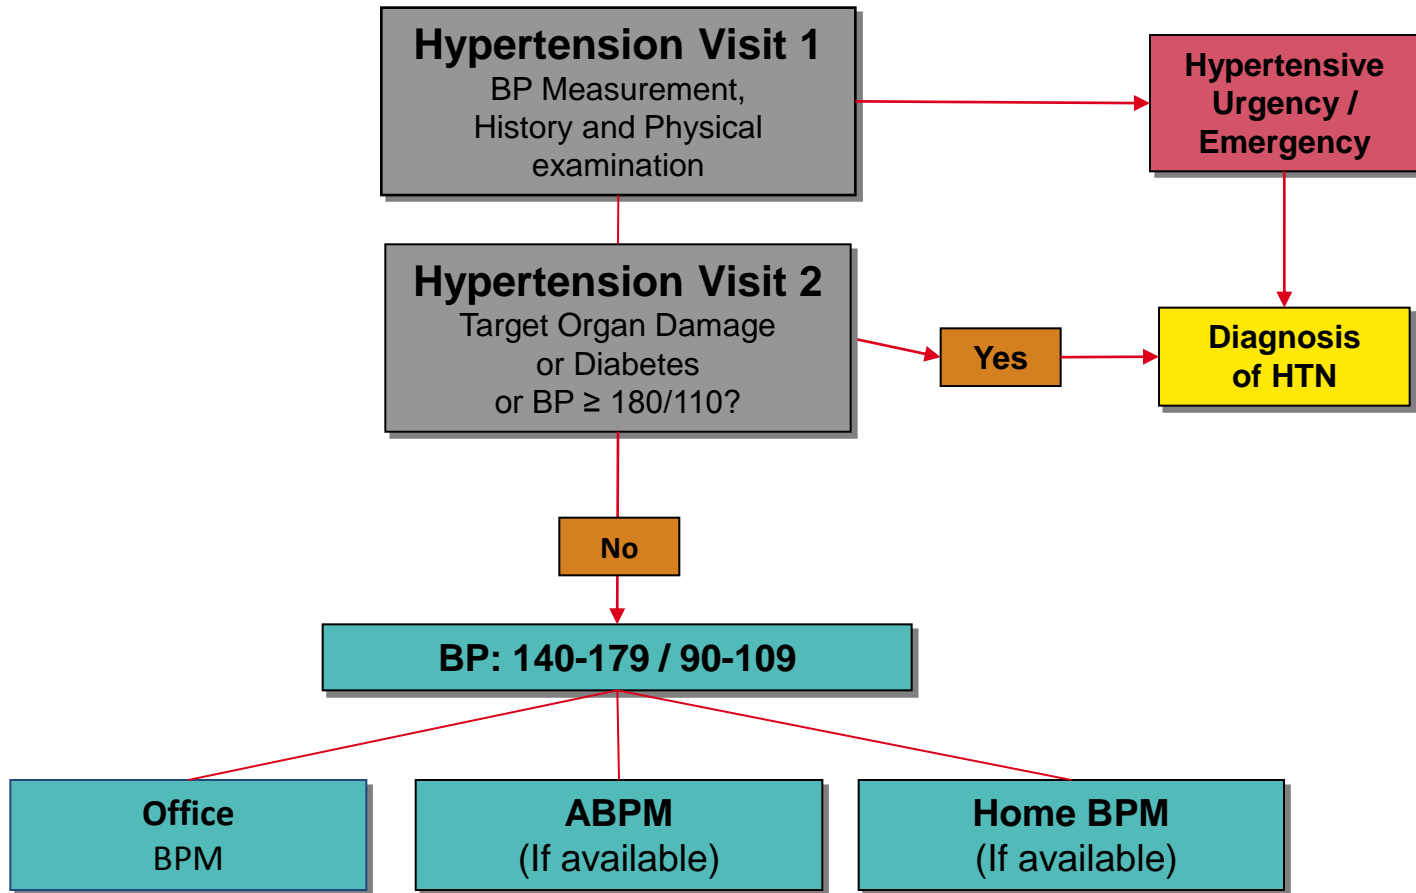 Hypertension Visit 1
BP Measurement,
History and Physical
examination
Hypertensive
Urgency /
Emergency
Hypertension Visit 2
Target Organ Damage
or Diabetes
or BP ≥ 180/110?
Yes
Diagnosis
of HTN
No
BP: 140-179 / 90-109
Office
BPM
ABPM
(If available)
Home BPM
(If available)